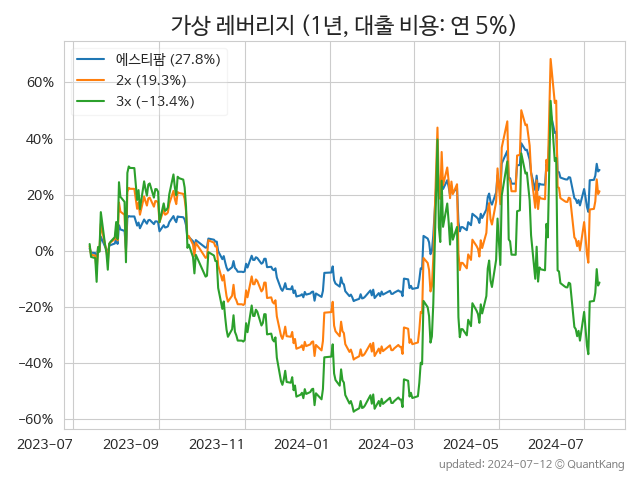 가상 레버리지 (1년, 대출 비용: 연 5%)
에스티팜 (27.8%)
2x (19.3%)
3x (-13.4%)
60%
40%
20%
0%
-20%
-40%
-60%
2023-07 2023-09 2023-11 2024-01 2024-03 2024-05 2024-07
updated: 2024-07-12 © QuantKang